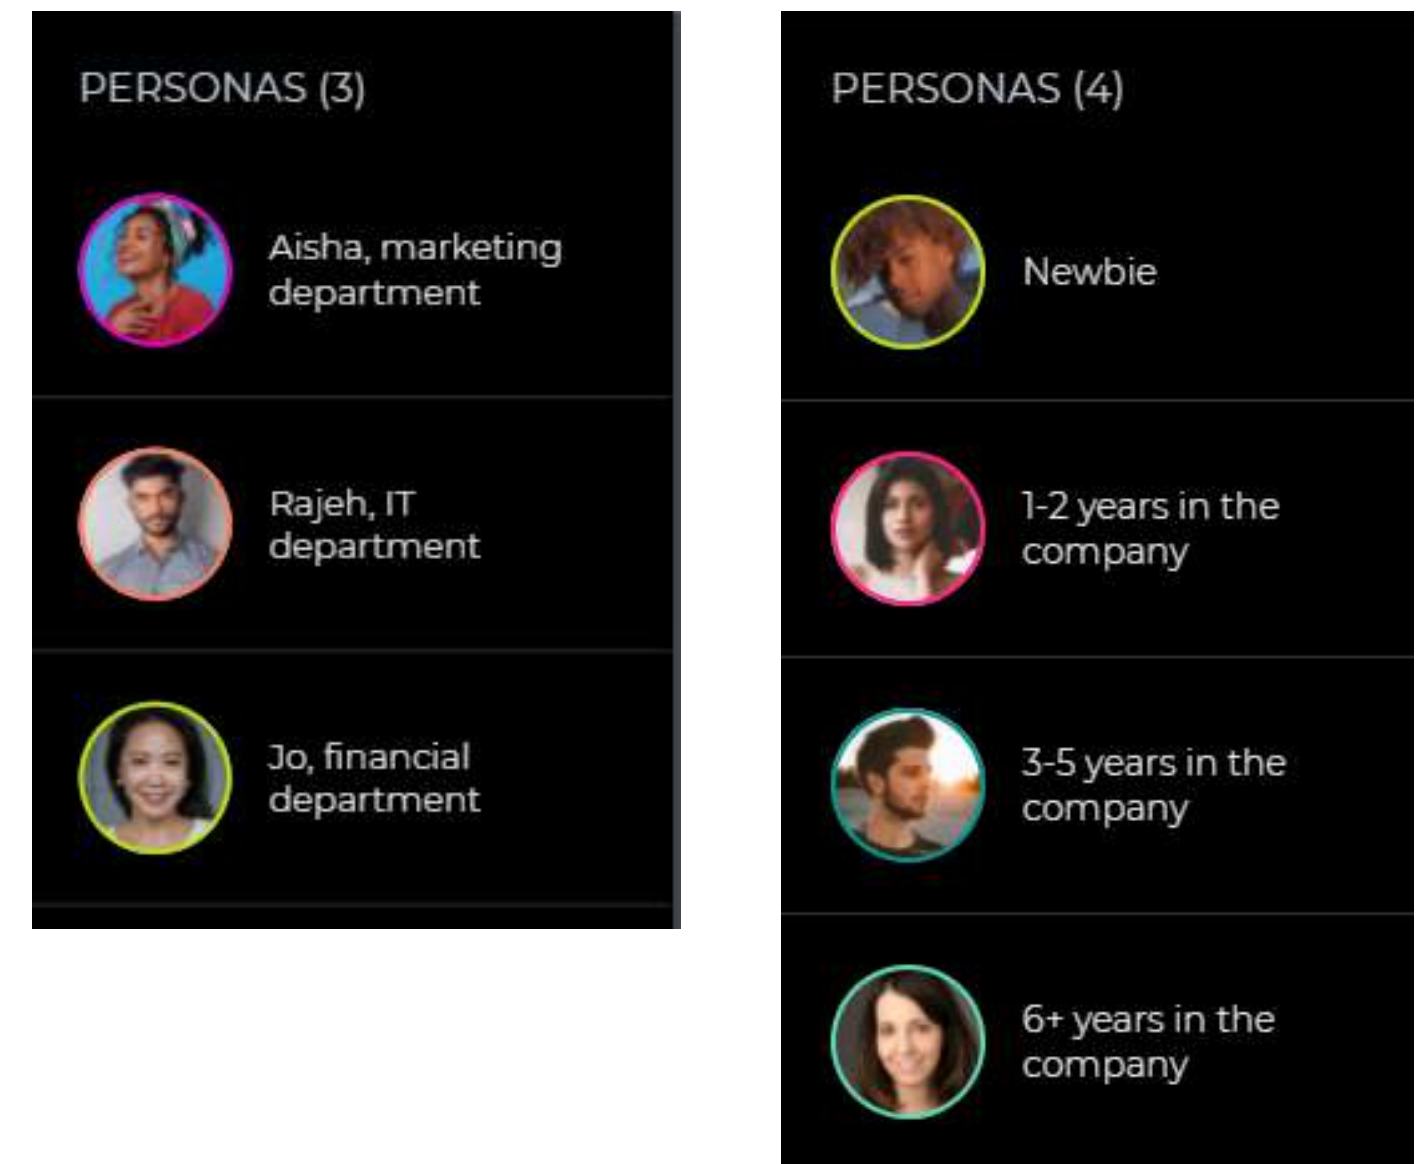 PERSONAS (3)
Aisha, marketing
department
Rajeh, IT
department
Jo, financial
department
PERSONAS (4)
Newbie
1-2 years in the
company
3-5 years in the
company
6+ years in the
company